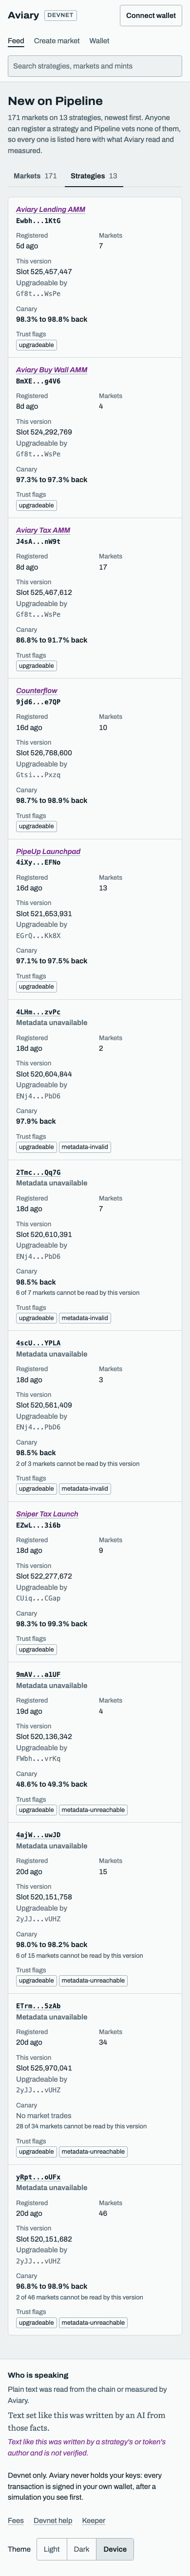 Aviary DEVNET Connect wallet
Feed Create market Wallet
Search strategies, markets and mints
New on Pipeline
171 markets on 13 strategies, newest first. Anyone
can register a strategy and Pipeline vets none of them,
so every one is listed here with what Aviary read and
measured.
Markets 171 Strategies 13
Aviary Lending AMM
Ewbh...1KtG
Registered Markets
5d ago 7
This version
Slot 525,457,447
Upgradeable by
Gf8t...WsPe
Canary
98.3% to 98.8% back
Trust flags
upgradeable
Aviary Buy Wall AMM
BmXE...g4V6
Registered Markets
8d ago 4
This version
Slot 524,292,769
Upgradeable by
Gf8t...WsPe
Canary
97.3% to 97.3% back
Trust flags
upgradeable
Aviary Tax AMM
J4sA...nW9t
Registered Markets
8d ago 17
This version
Slot 525,467,612
Upgradeable by
Gf8t...WsPe
Canary
86.8% to 91.7% back
Trust flags
upgradeable
Counterflow
9jd6...e7QP
Registered Markets
16d ago 10
This version
Slot 526,768,600
Upgradeable by
Gtsi...Pxzq
Canary
98.7% to 98.9% back
Trust flags
upgradeable
PipeUp Launchpad
4iXy...EFNo
Registered Markets
16d ago 13
This version
Slot 521,653,931
Upgradeable by
EGrQ...Kk8X
Canary
97.1% to 97.5% back
Trust flags
upgradeable
4LHm...zvPc
Metadata unavailable
Registered Markets
18d ago 2
This version
Slot 520,604,844
Upgradeable by
ENj4...PbD6
Canary
97.9% back
Trust flags
upgradeable metadata-invalid
2Tmc...Qq7G
Metadata unavailable
Registered Markets
18d ago 7
This version
Slot 520,610,391
Upgradeable by
ENj4...PbD6
Canary
98.5% back
6 of 7 markets cannot be read by this version
Trust flags
upgradeable metadata-invalid
4scU...YPLA
Metadata unavailable
Registered Markets
18d ago 3
This version
Slot 520,561,409
Upgradeable by
ENj4...PbD6
Canary
98.5% back
2 of 3 markets cannot be read by this version
Trust flags
upgradeable metadata-invalid
Sniper Tax Launch
EZwL...3i6b
Registered Markets
18d ago 9
This version
Slot 522,277,672
Upgradeable by
CUiq...CGap
Canary
98.3% to 99.3% back
Trust flags
upgradeable
9mAV...a1UF
Metadata unavailable
Registered Markets
19d ago 4
This version
Slot 520,136,342
Upgradeable by
FWbh...vrKq
Canary
48.6% to 49.3% back
Trust flags
upgradeable metadata-unreachable
4ajW...uwJD
Metadata unavailable
Registered Markets
20d ago 15
This version
Slot 520,151,758
Upgradeable by
2yJJ...vUHZ
Canary
98.0% to 98.2% back
6 of 15 markets cannot be read by this version
Trust flags
upgradeable metadata-unreachable
ETrm...5zAb
Metadata unavailable
Registered Markets
20d ago 34
This version
Slot 525,970,041
Upgradeable by
2yJJ...vUHZ
Canary
No market trades
28 of 34 markets cannot be read by this version
Trust flags
upgradeable metadata-unreachable
yRpt...oUFx
Metadata unavailable
Registered Markets
20d ago 46
This version
Slot 520,151,682
Upgradeable by
2yJJ...vUHZ
Canary
96.8% to 98.9% back
2 of 46 markets cannot be read by this version
Trust flags
upgradeable metadata-unreachable
Who is speaking
Plain text was read from the chain or measured by
Aviary.
Text set like this was written by an AI from
those facts.
Text like this was written by a strategy's or token's
author and is not verified.
Devnet only. Aviary never holds your keys: every
transaction is signed in your own wallet, after a
simulation you see first.
Fees Devnet help Keeper
Theme Light Dark Device